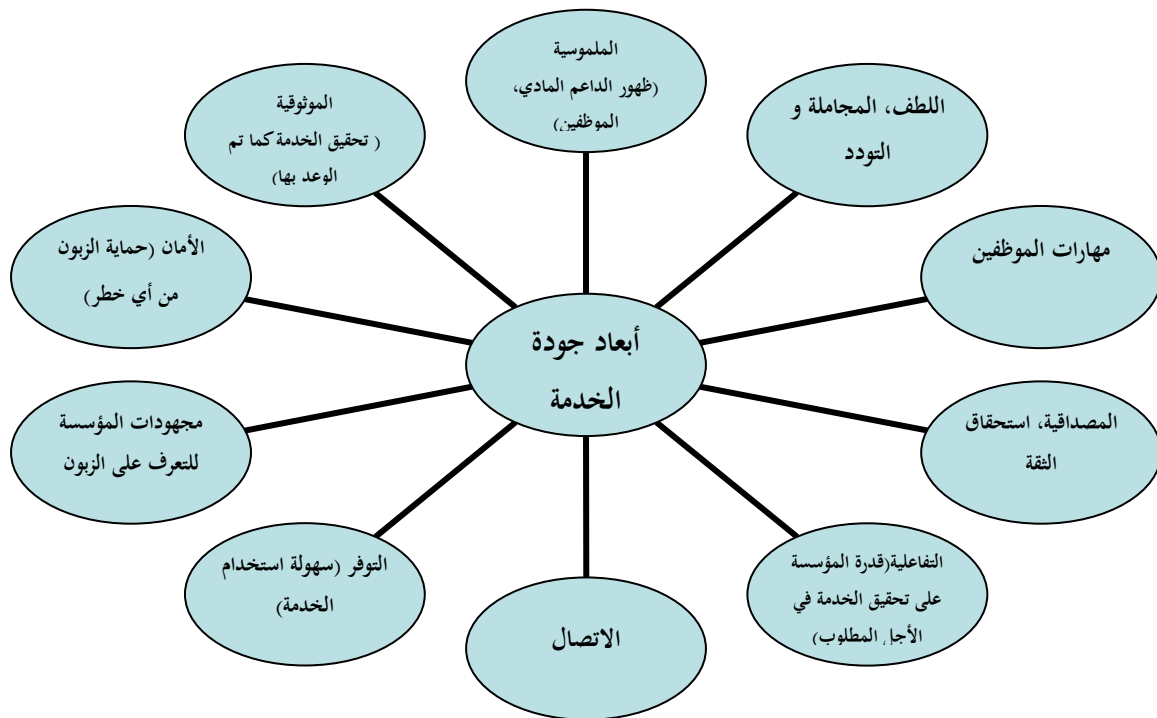 الملموسية
(ظهور الداعم المادي،
الموظفين)
اللطف، المجاملة و
التودد
مهارات الموظفين
المصداقية، استحقاق
الثقة
التفاعلية(قدرة المؤسسة
على تحقيق الخدمة في
الأجل المطلوب)
الاتصال
التوفر (سهولة استخدام
الخدمة)
مجهودات المؤسسة
للتعرف على الزبون
الأمان (حماية الزبون
من أي خطر)
الموثوقية
( تحقيق الخدمة كما تم
الوعد بها)
أبعاد جودة
الخدمة